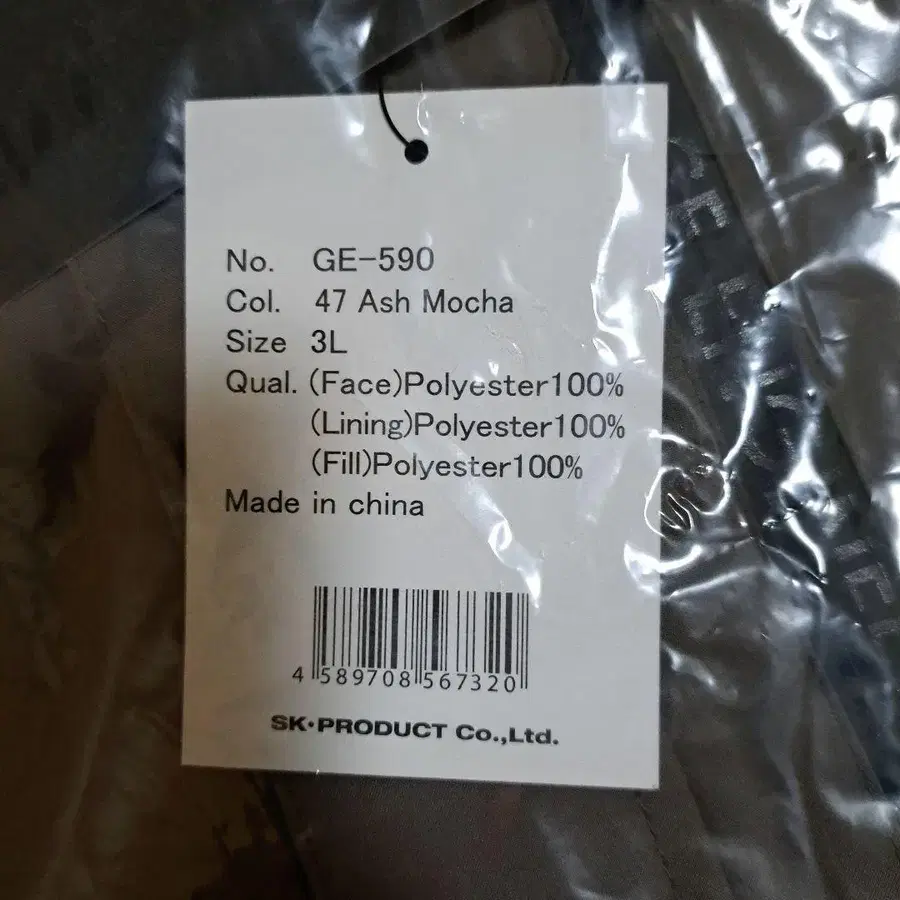 No. GE-590
Col. 47 Ash Mocha
Size 3L
Qual. (Face)Polyester100%
(Lining)Polyester100%
(Fill)Polyester100%
Made in china
4 589708 567320
SK・PRODUCT Co.,Ltd.